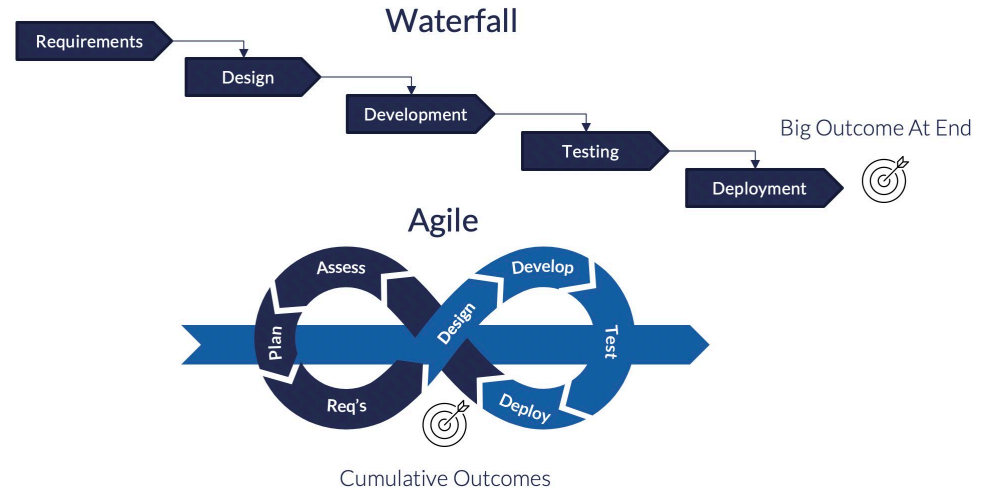 Waterfall
Requirements
Design
Development
Testing
Deployment
Big Outcome At End
Agile
Assess
Plan
Req's
Design
Develop
Test
Deploy
Cumulative Outcomes